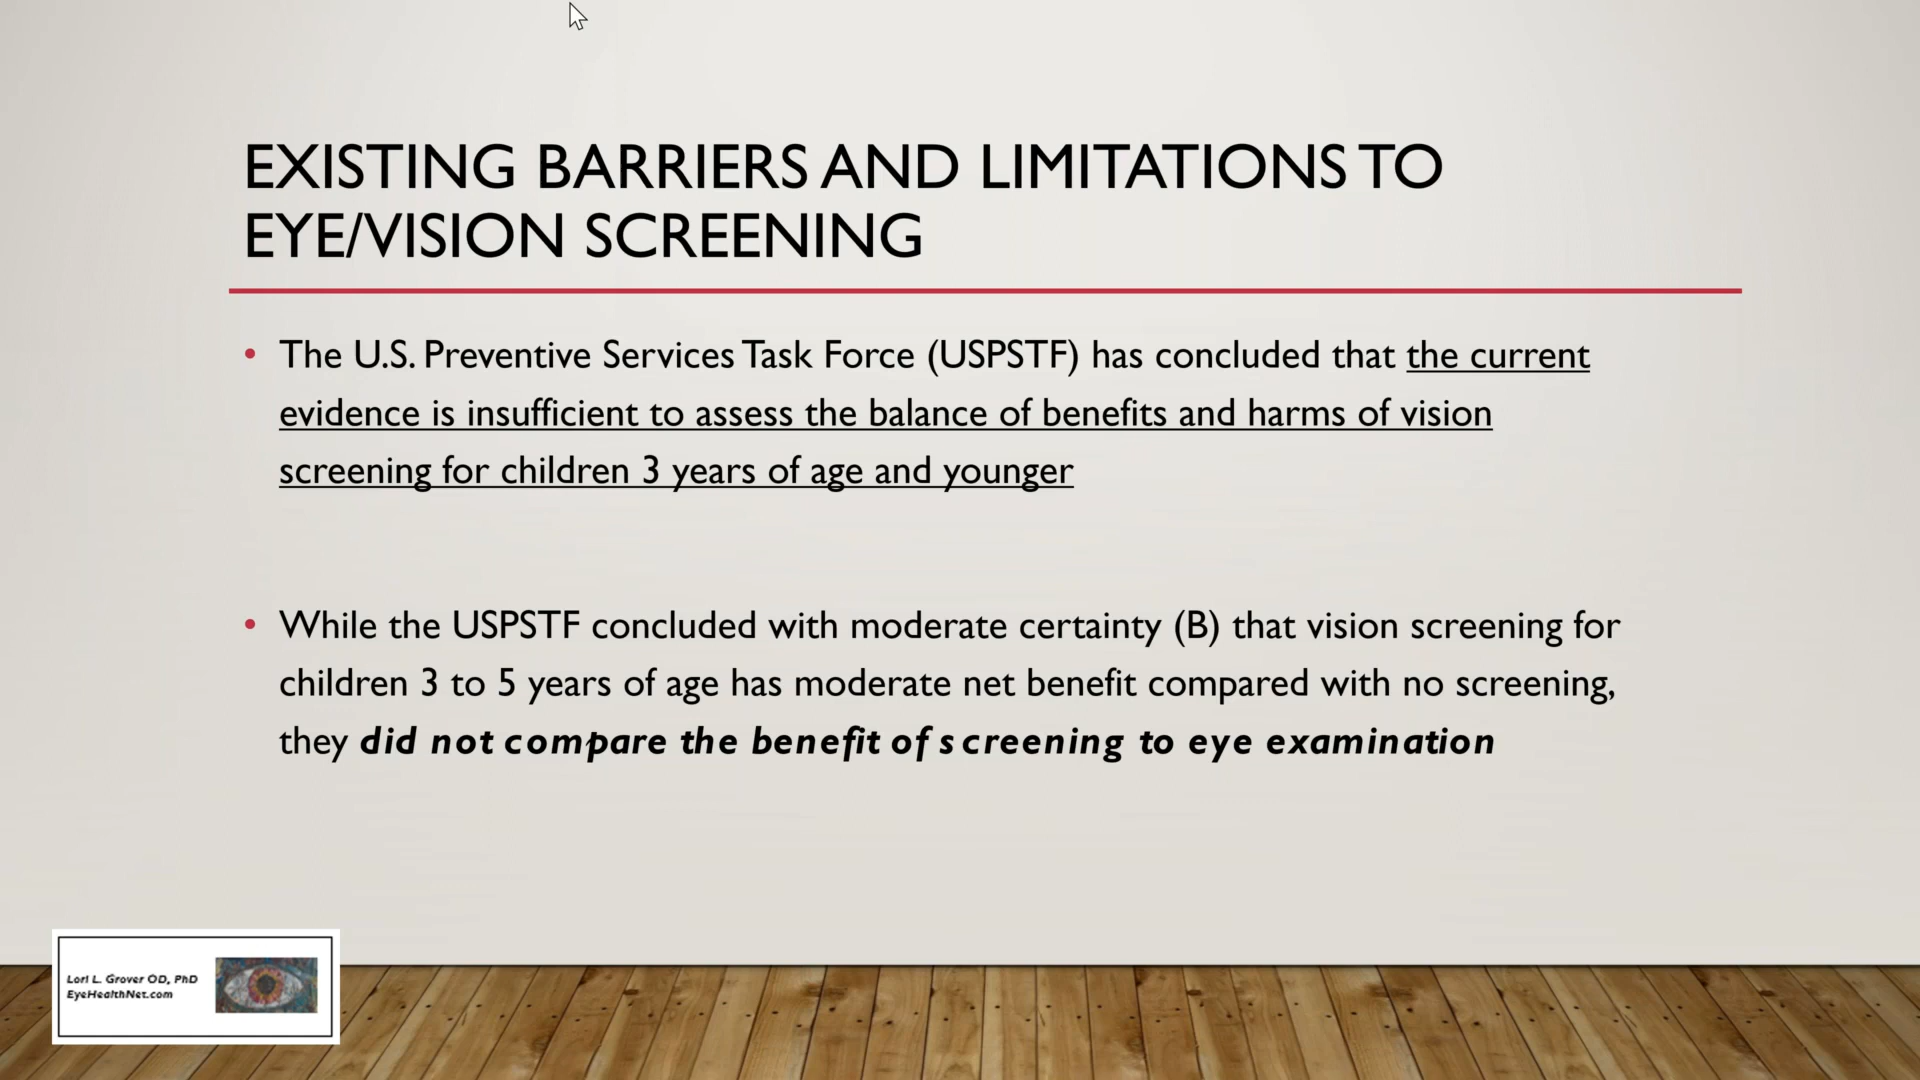 EXISTING BARRIERS AND LIMITATIONS TO
EYE/VISION SCREENING
• The U.S. Preventive Services Task Force (USPSTF) has concluded that the current
evidence is insufficient to assess the balance of benefits and harms of vision
screening for children 3 years of age and younger
• While the USPSTF concluded with moderate certainty (B) that vision screening for
children 3 to 5 years of age has moderate net benefit compared with no screening,
they did not compare the benefit of screening to eye examination
Lori L. Grover OD, PhD
EyeHealthNet.com